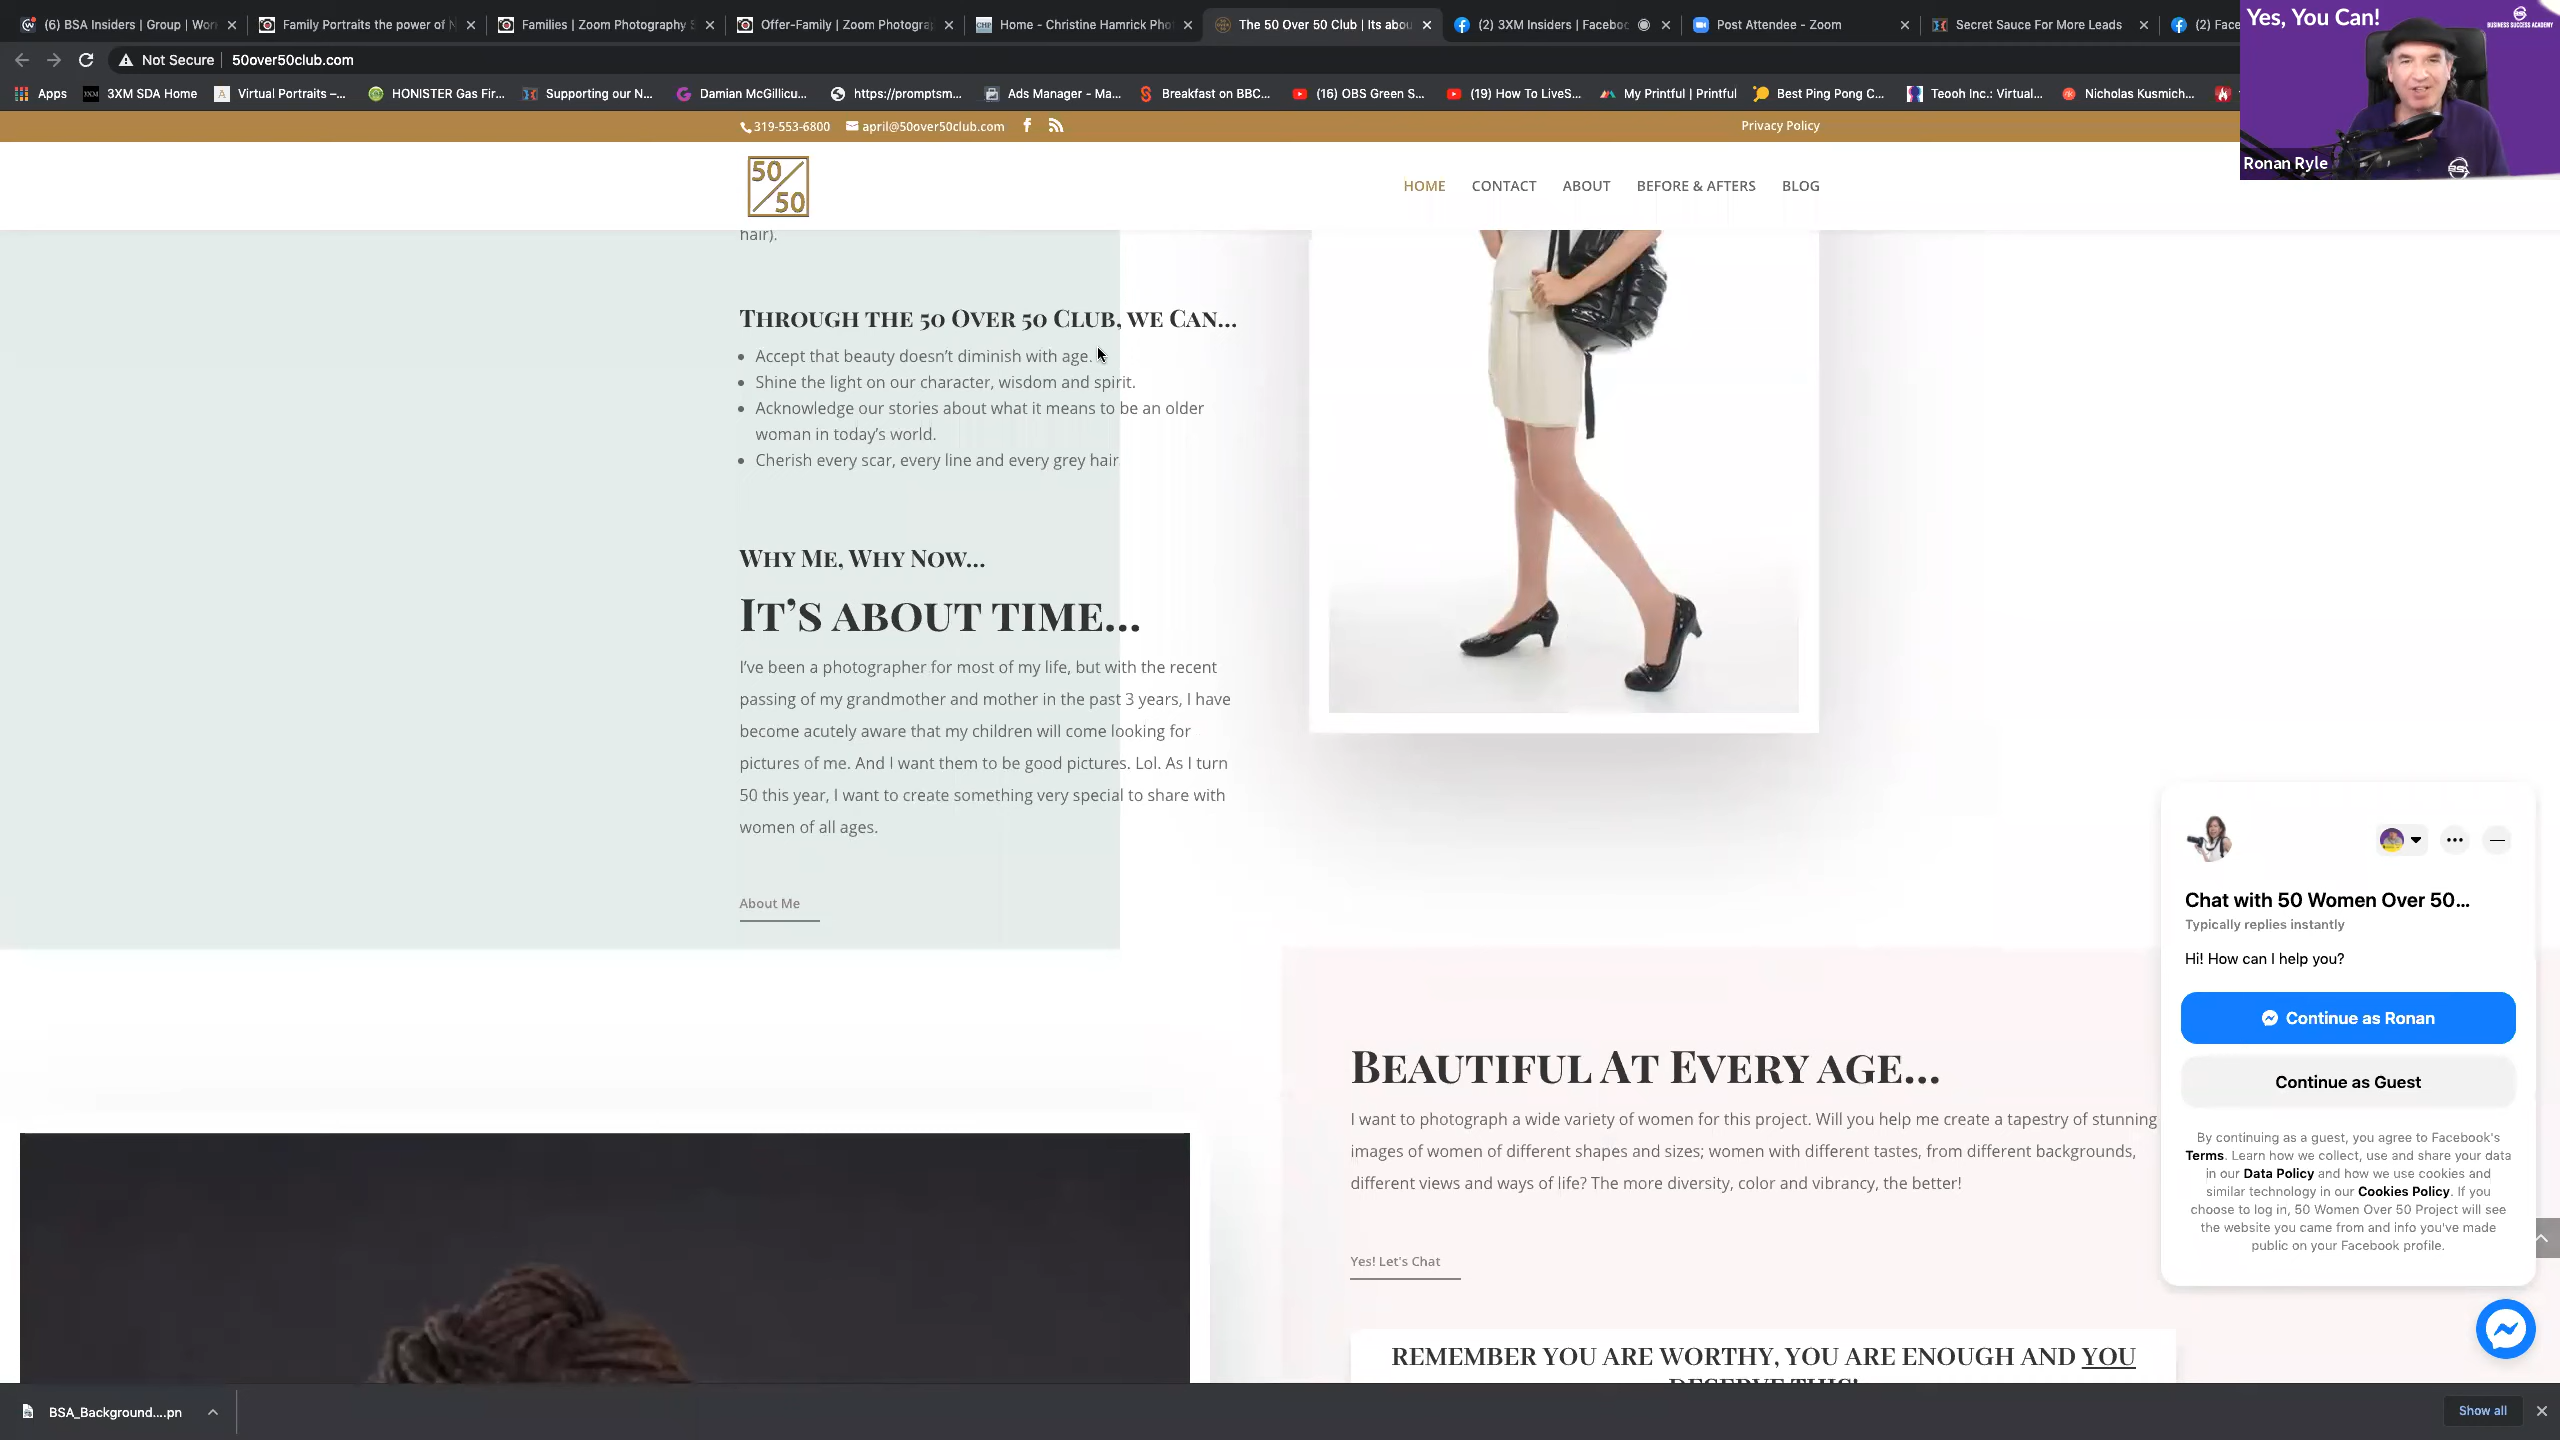 (6) BSA Insiders | Group | Wor
Family Portraits the power of N
Families | Zoom Photography S
Offer-Family | Zoom Photogra
Home - Christine Hamrick Pho
The 50 Over 50 Club | Its abou
(2) 3XM Insiders | Faceboo
Post Attendee - Zoom
Secret Sauce For More Leads
(2) Face
Not Secure
50over50club.com
Apps
3XM SDA Home
Virtual Portraits –...
HONISTER Gas Fir...
Supporting our N...
Damian McGillicu...
https://promptsm...
Ads Manager - Ma...
Breakfast on BBC...
(16) OBS Green S...
(19) How To LiveS...
My Printful | Printful
Best Ping Pong C...
Teooh Inc.: Virtual...
Nicholas Kusmich...
Yes, You Can!
BUSINESS SUCCESS ACADEMY
Ronan Ryle
319-553-6800
april@50over50club.com
Privacy Policy
50
50
HOME
CONTACT
ABOUT
BEFORE & AFTERS
BLOG
hair).
Through the 50 Over 50 Club, we Can...
• Accept that beauty doesn't diminish with age.
• Shine the light on our character, wisdom and spirit.
• Acknowledge our stories about what it means to be an older
woman in today's world.
• Cherish every scar, every line and every grey hair
Why Me, Why Now...
It's about time...
I've been a photographer for most of my life, but with the recent
passing of my grandmother and mother in the past 3 years, I have
become acutely aware that my children will come looking for
pictures of me. And I want them to be good pictures. Lol. As I turn
50 this year, I want to create something very special to share with
women of all ages.
About Me
Beautiful At Every age...
I want to photograph a wide variety of women for this project. Will you help me create a tapestry of stunning
images of women of different shapes and sizes; women with different tastes, from different backgrounds,
different views and ways of life? The more diversity, color and vibrancy, the better!
Yes! Let's Chat
REMEMBER YOU ARE WORTHY, YOU ARE ENOUGH AND YOU
DESERVE THIS!
Chat with 50 Women Over 50...
Typically replies instantly
Hi! How can I help you?
Continue as Ronan
Continue as Guest
By continuing as a guest, you agree to Facebook's
Terms. Learn how we collect, use and share your data
in our Data Policy and how we use cookies and
similar technology in our Cookies Policy. If you
choose to log in, 50 Women Over 50 Project will see
the website you came from and info you've made
public on your Facebook profile.
BSA_Background....pn
Show all